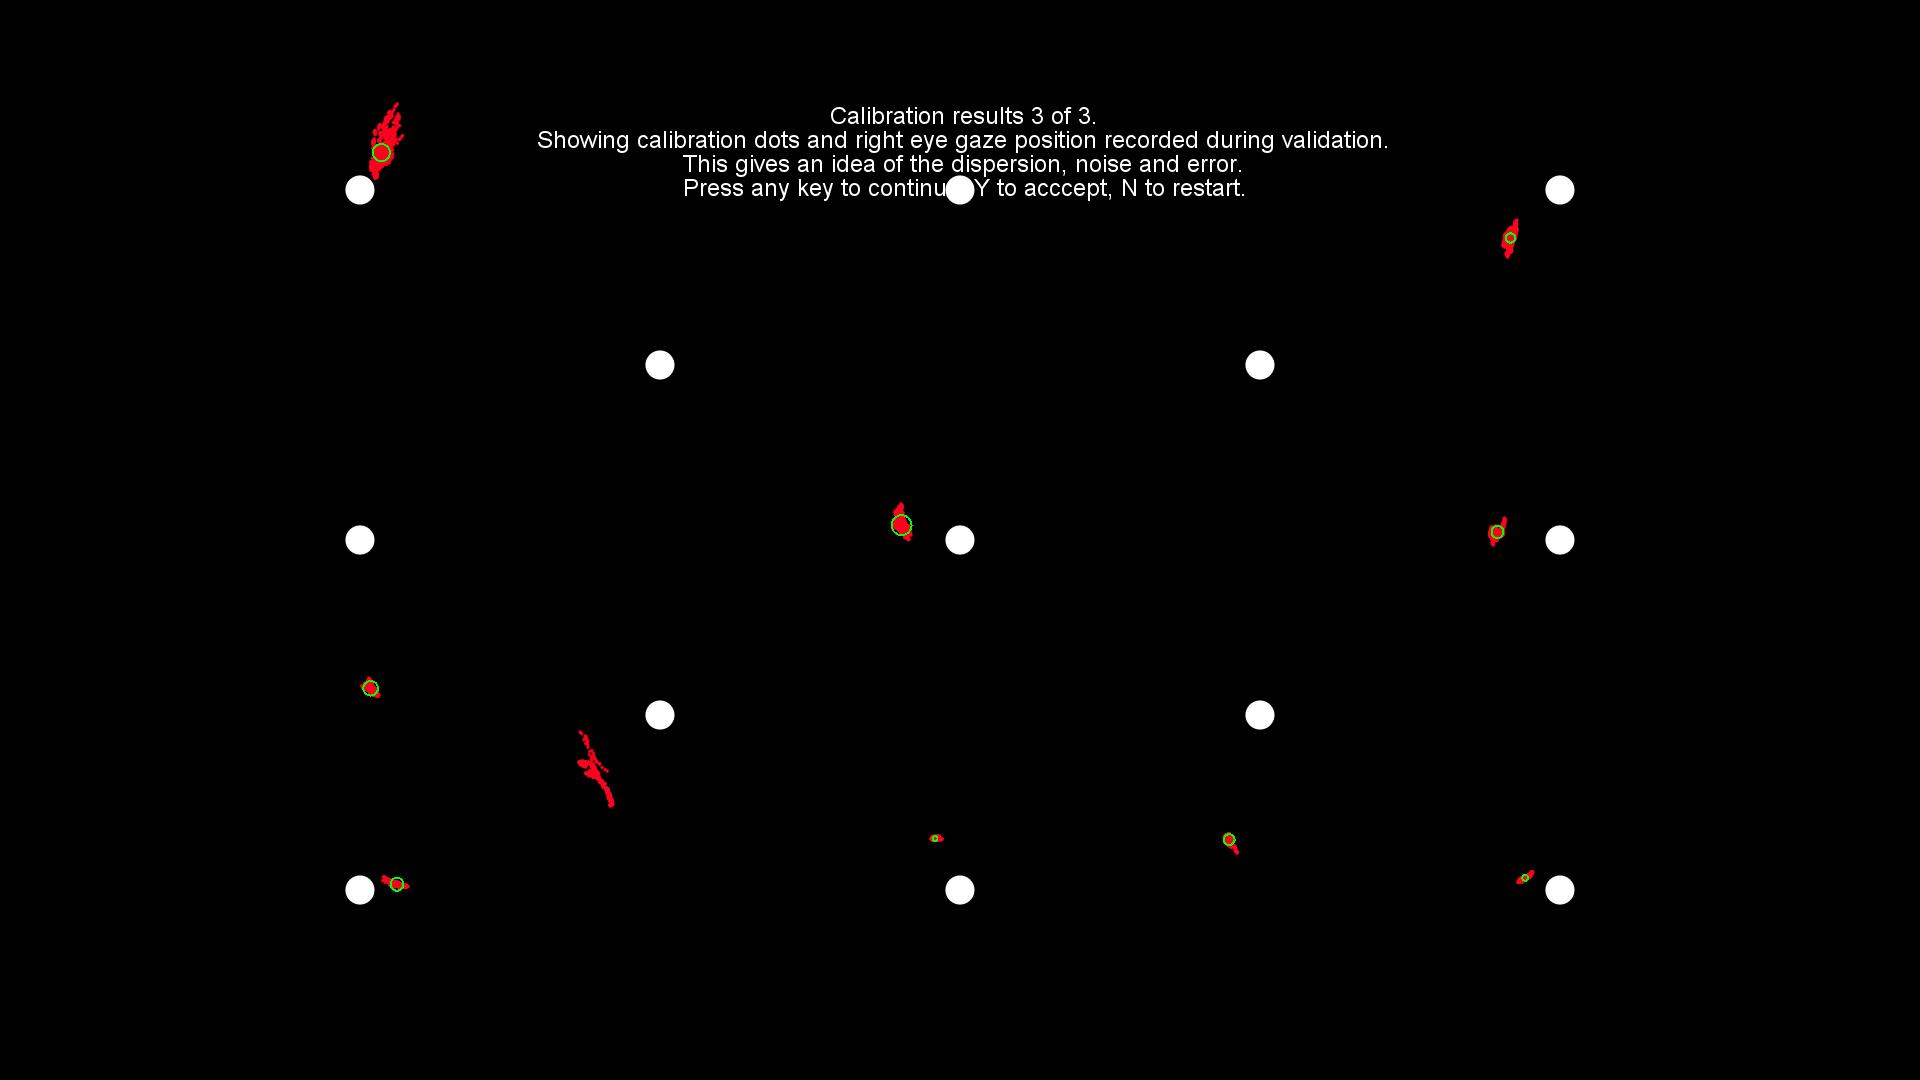 Calibration results 3 of 3.
Showing calibration dots and right eye gaze position recorded during validation.
This gives an idea of the dispersion, noise and error.
Press any key to continu Y to acccept, N to restart.